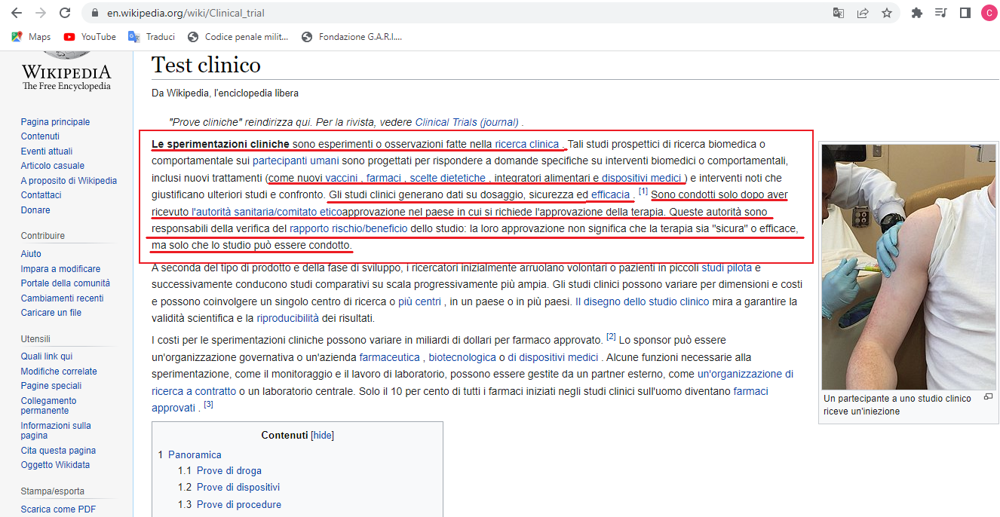 en.wikipedia.org/wiki/Clinical_trial
C
Maps
YouTube
Traduci
Codice penale milit...
Fondazione G.A.R.I....
WIKIPEDIA
The Free Encyclopedia
Pagina principale
Contenuti
Eventi attuali
Articolo casuale
A proposito di Wikipedia
Contattaci
Donare
Contribuire
Aiuto
Impara a modificare
Portale della comunità
Cambiamenti recenti
Caricare un file
Utensili
Quali link qui
Modifiche correlate
Pagine speciali
Collegamento
permanente
Informazioni sulla
pagina
Cita questa pagina
Oggetto Wikidata
Stampa/esporta
Scarica come PDF
Test clinico
Da Wikipedia, l'enciclopedia libera
"Prove cliniche" reindirizza qui. Per la rivista, vedere Clinical Trials (journal) .
Le sperimentazioni cliniche sono esperimenti o osservazioni fatte nella ricerca clinica . Tali studi prospettici di ricerca biomedica o
comportamentale sui partecipanti umani sono progettati per rispondere a domande specifiche su interventi biomedici o comportamentali,
inclusi nuovi trattamenti (come nuovi vaccini , farmaci , scelte dietetiche , integratori alimentari e dispositivi medici ) e interventi noti che
giustificano ulteriori studi e confronto. Gli studi clinici generano dati su dosaggio, sicurezza ed efficacia . [1] Sono condotti solo dopo aver
ricevuto l'autorità sanitaria/comitato eticoapprovazione nel paese in cui si richiede l'approvazione della terapia. Queste autorità sono
responsabili della verifica del rapporto rischio/beneficio dello studio: la loro approvazione non significa che la terapia sia "sicura" o efficace,
ma solo che lo studio può essere condotto.
A seconda del tipo di prodotto e della fase di sviluppo, i ricercatori inizialmente arruolano volontari o pazienti in piccoli studi pilota e
successivamente conducono studi comparativi su scala progressivamente più ampia. Gli studi clinici possono variare per dimensioni e costi
e possono coinvolgere un singolo centro di ricerca o più centri , in un paese o in più paesi. Il disegno dello studio clinico mira a garantire la
validità scientifica e la riproducibilità dei risultati.
I costi per le sperimentazioni cliniche possono variare in miliardi di dollari per farmaco approvato. [2] Lo sponsor può essere
un'organizzazione governativa o un'azienda farmaceutica , biotecnologica o di dispositivi medici . Alcune funzioni necessarie alla
sperimentazione, come il monitoraggio e il lavoro di laboratorio, possono essere gestite da un partner esterno, come un'organizzazione di
ricerca a contratto o un laboratorio centrale. Solo il 10 per cento di tutti i farmaci iniziati negli studi clinici sull'uomo diventano farmaci
approvati . [3]
Contenuti [hide]
1 Panoramica
1.1 Prove di droga
1.2 Prove di dispositivi
1.3 Prove di procedure
Un partecipante a uno studio clinico
riceve un'iniezione